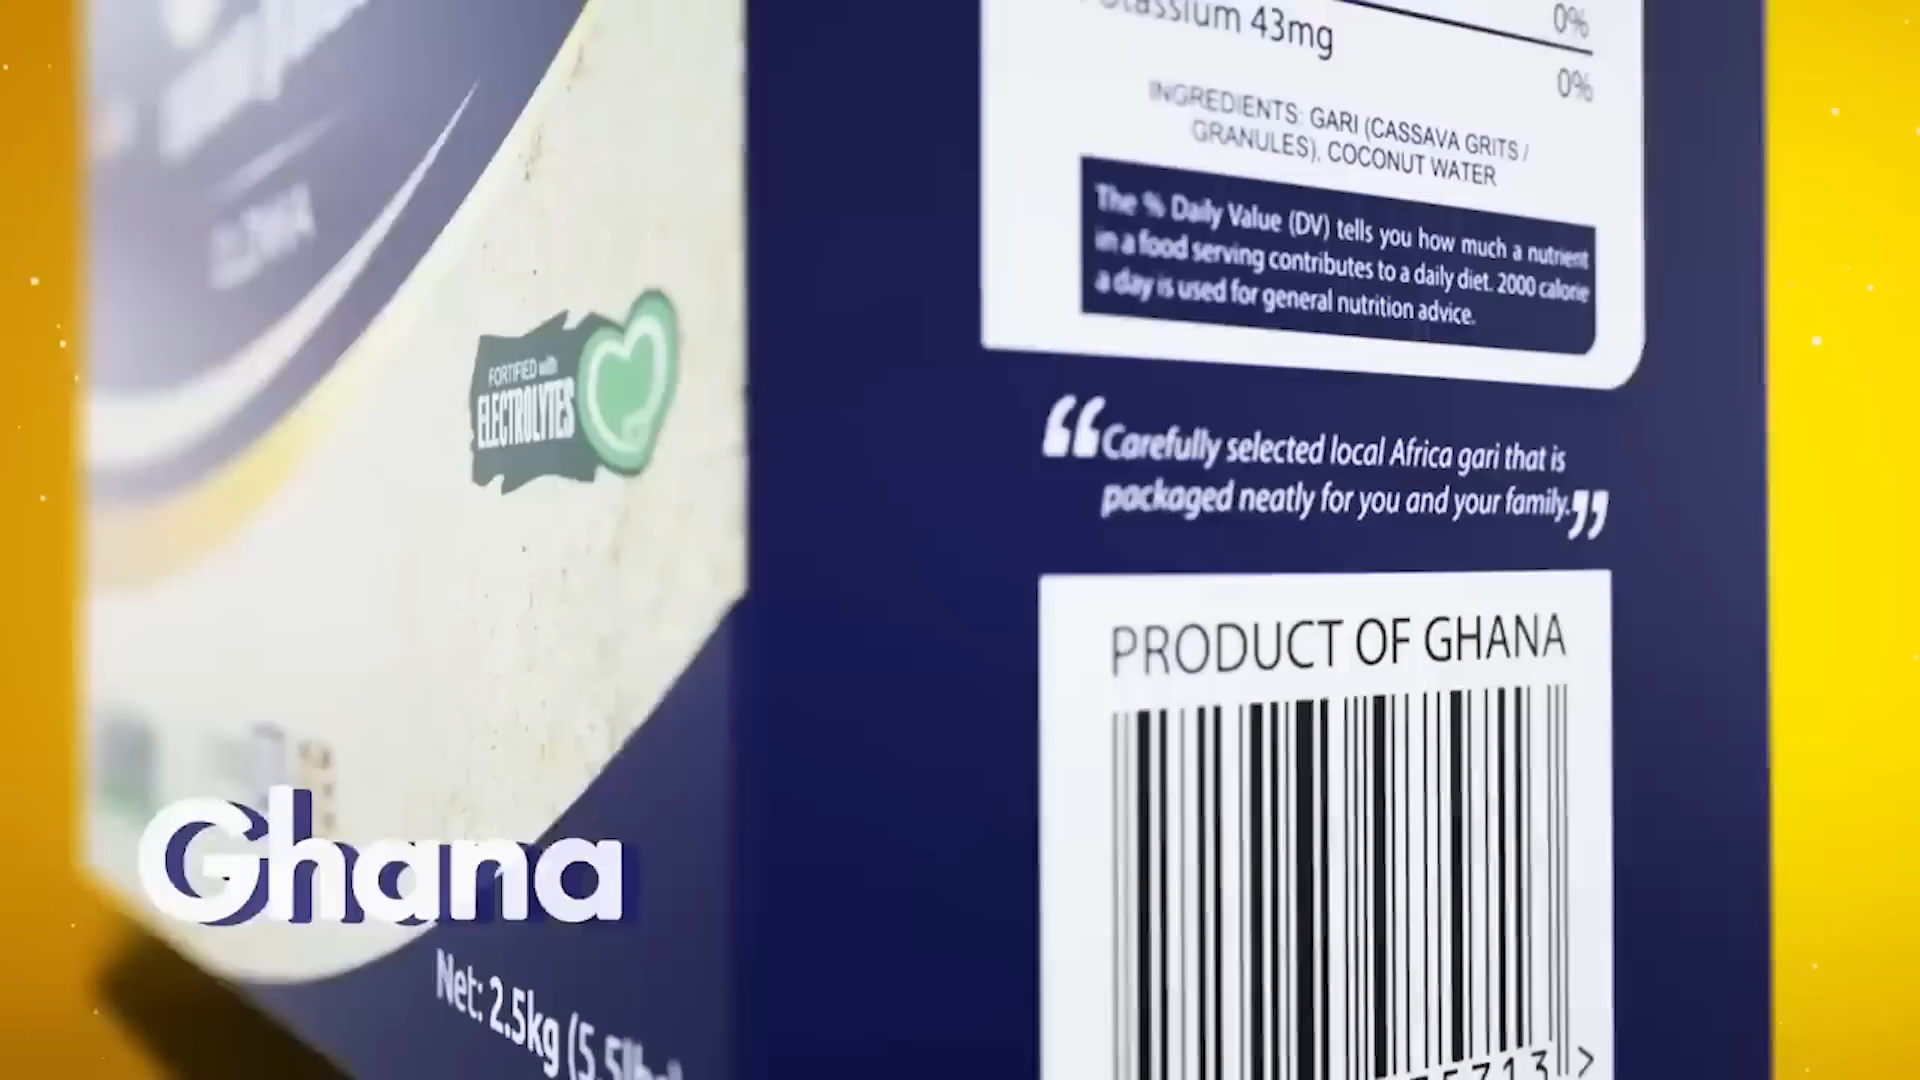 FORTIFIED with
ELECTROLYTES
Ghana
Net: 2.5kg (5.5lbs)
Potassium 43mg
0%
0%
INGREDIENTS: GARI (CASSAVA GRITS /
GRANULES), COCONUT WATER
The % Daily Value (DV) tells you how much a nutrient
in a food serving contributes to a daily diet. 2000 calorie
a day is used for general nutrition advice.
“Carefully selected local Africa gari that is
packaged neatly for you and your family.”
PRODUCT OF GHANA